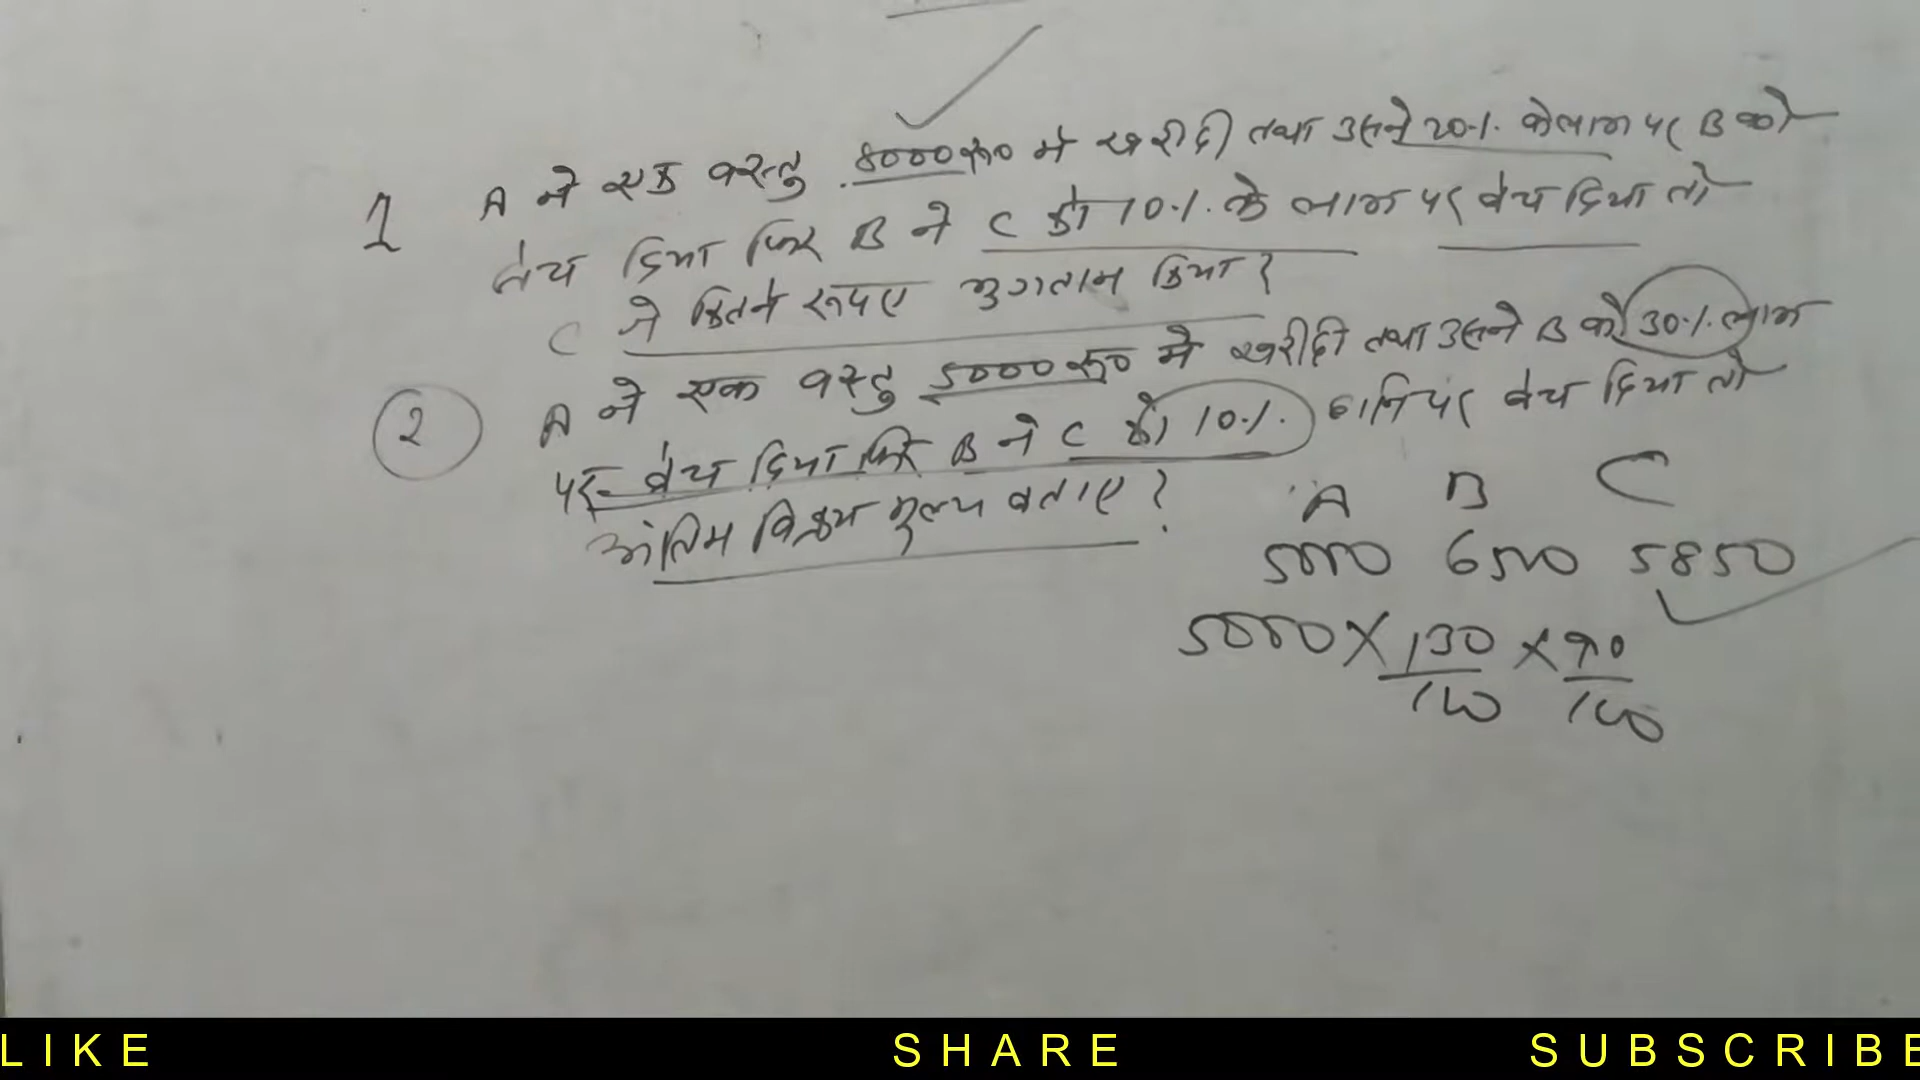 1 A ने एक वस्तु 8000रू० मे खरीदी तथा उसने 20% के लाभ पर B को
बेच दिया फिर B ने C को 10% के लाभ पर बेच दिया तो
C ने कितने रूपए भुगतान किया?
2 A ने एक वस्तु 5000रू० मे खरीदी तथा उसने B को 30% लाभ
पर बेच दिया फिर B ने C को 10% हानि पर बेच दिया तो
अंतिम विक्रय मुल्य बताए?
A B C
5000 6500 5850
5000 × 130/100 × 90/100
LIKE SHARE SUBSCRIBE